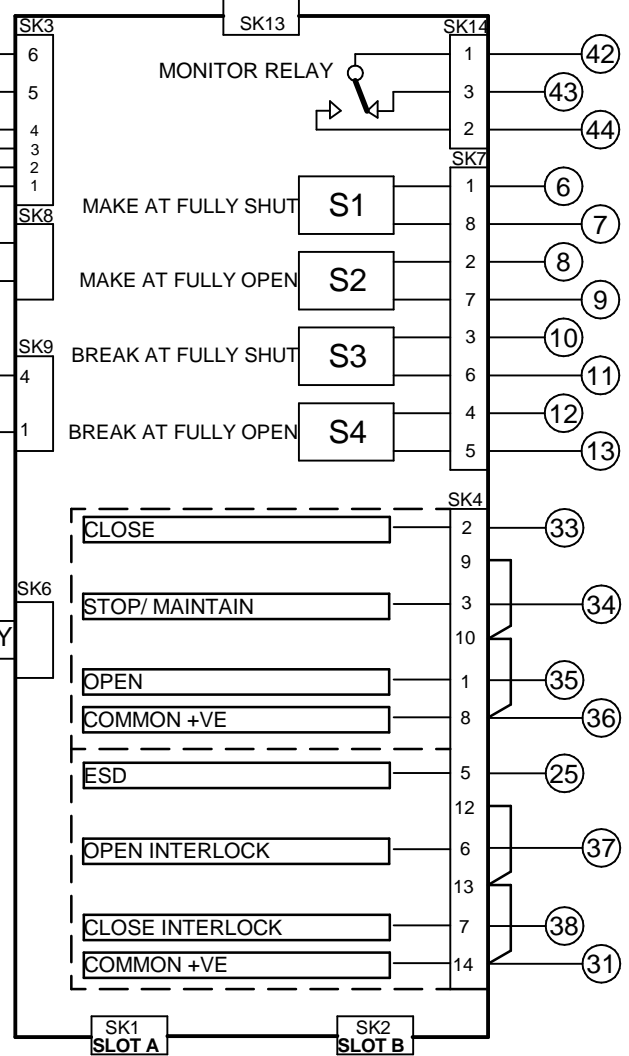 SK3
SK13
SK14
6
MONITOR RELAY
1
42
5
3
43
4
2
44
3
2
1
SK7
MAKE AT FULLY SHUT
S1
1
6
SK8
8
7
MAKE AT FULLY OPEN
S2
2
8
7
9
SK9
BREAK AT FULLY SHUT
S3
3
10
4
6
11
1
BREAK AT FULLY OPEN
S4
4
12
5
13
SK4
CLOSE
2
33
9
SK6
STOP/ MAINTAIN
3
34
Y
10
OPEN
1
35
COMMON +VE
8
36
ESD
5
25
12
OPEN INTERLOCK
6
37
13
CLOSE INTERLOCK
7
38
COMMON +VE
14
31
SK1
SLOT A
SK2
SLOT B